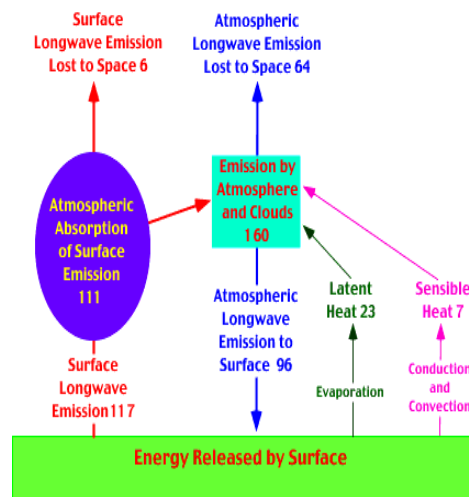 Surface
Longwave Emission
Lost to Space 6
Atmospheric
Longwave Emission
Lost to Space 64
Atmospheric
Absorption
of Surface
Emission
111
Emission by
Atmosphere
and Clouds
160
Surface
Longwave
Emission 117
Atmospheric
Longwave
Emission to
Surface 96
Latent
Heat 23
Evaporation
Sensible
Heat 7
Conduction
and
Convection
Energy Released by Surface